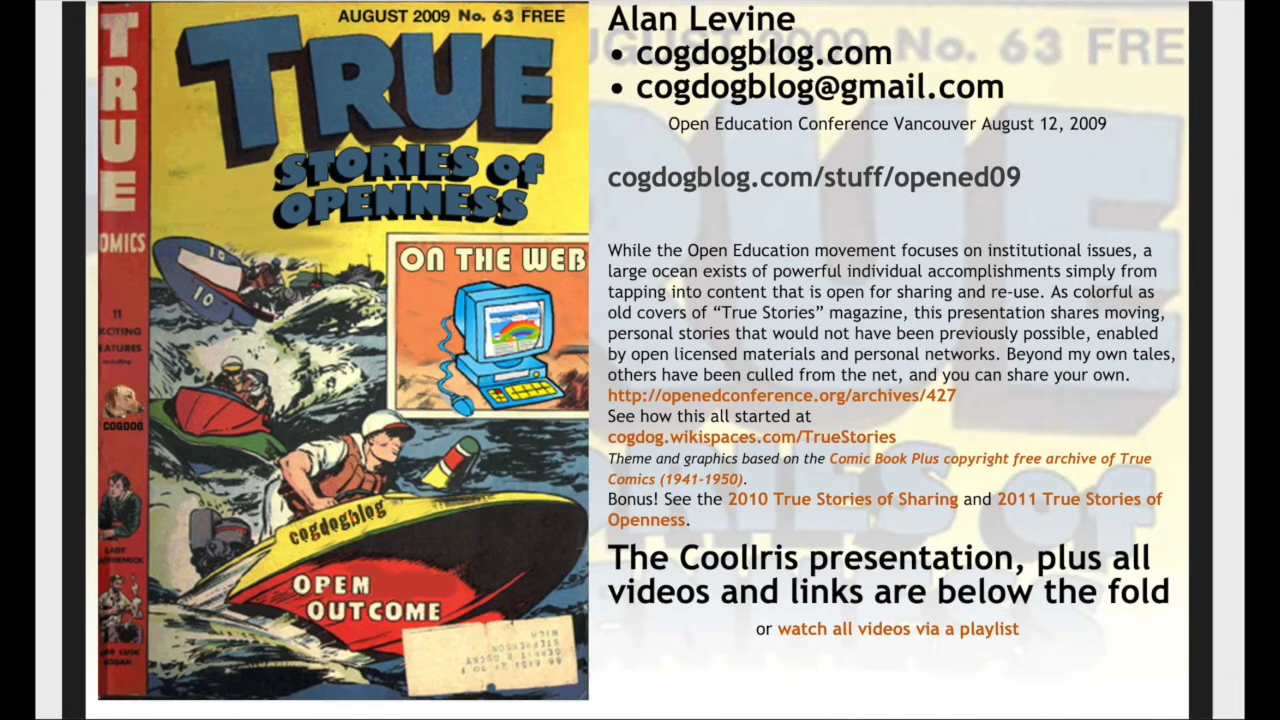 AUGUST 2009 No. 63 FREE
TRUE
STORIES of
OPENNESS
TRUE
OMICS
11
EXCITING
EATURES
including
COGDOG
LADY
ON THE WEB
10
10
cogdogblog
OPEM
OUTCOME
Alan Levine
• cogdogblog.com
• cogdogblog@gmail.com
Open Education Conference Vancouver August 12, 2009
cogdogblog.com/stuff/opened09
While the Open Education movement focuses on institutional issues, a
large ocean exists of powerful individual accomplishments simply from
tapping into content that is open for sharing and re-use. As colorful as
old covers of “True Stories” magazine, this presentation shares moving,
personal stories that would not have been previously possible, enabled
by open licensed materials and personal networks. Beyond my own tales,
others have been culled from the net, and you can share your own.
http://openedconference.org/archives/427
See how this all started at
cogdog.wikispaces.com/TrueStories
Theme and graphics based on the Comic Book Plus copyright free archive of True
Comics (1941-1950).
Bonus! See the 2010 True Stories of Sharing and 2011 True Stories of
Openness.
The CoolIris presentation, plus all
videos and links are below the fold
or watch all videos via a playlist